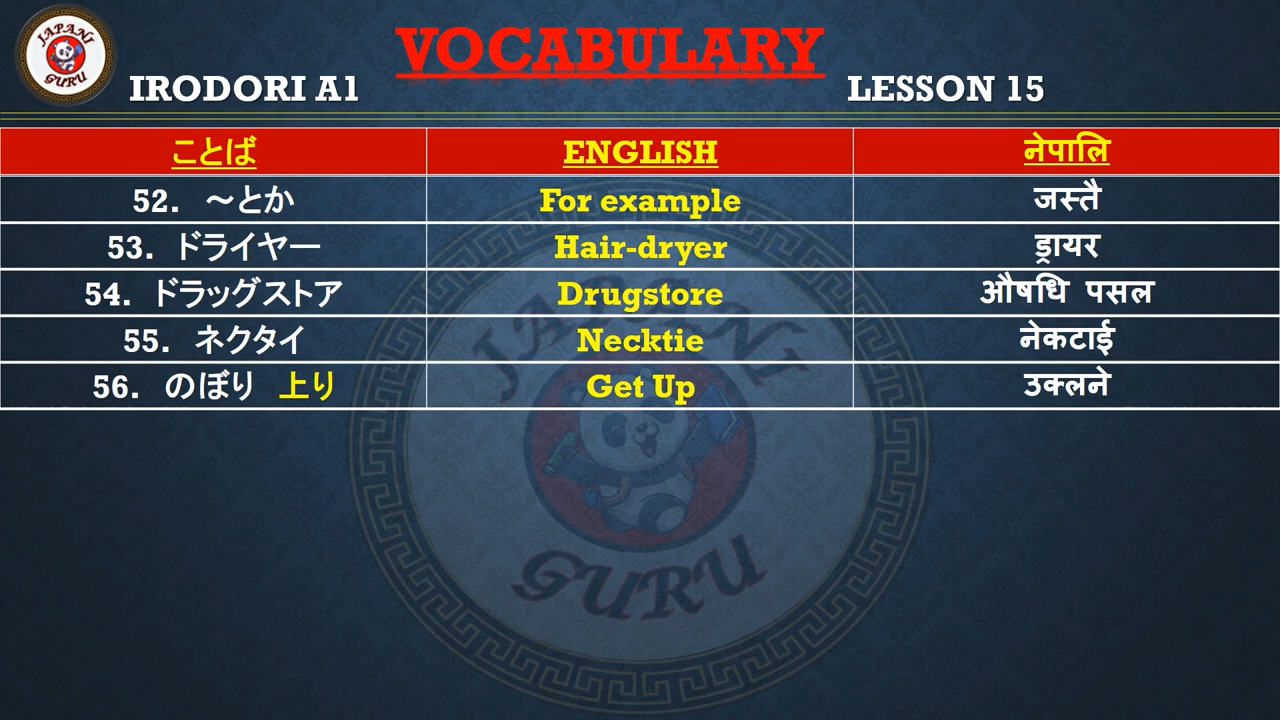 JAPANI GURU
VOCABULARY
IRODORI A1 LESSON 15
ことば ENGLISH नेपालि
52. ～とか For example जस्तै
53. ドライヤー Hair-dryer ड्रायर
54. ドラッグストア Drugstore औषधि पसल
55. ネクタイ Necktie नेकटाई
56. のぼり 上り Get Up उक्लने
JAPANI
GURU